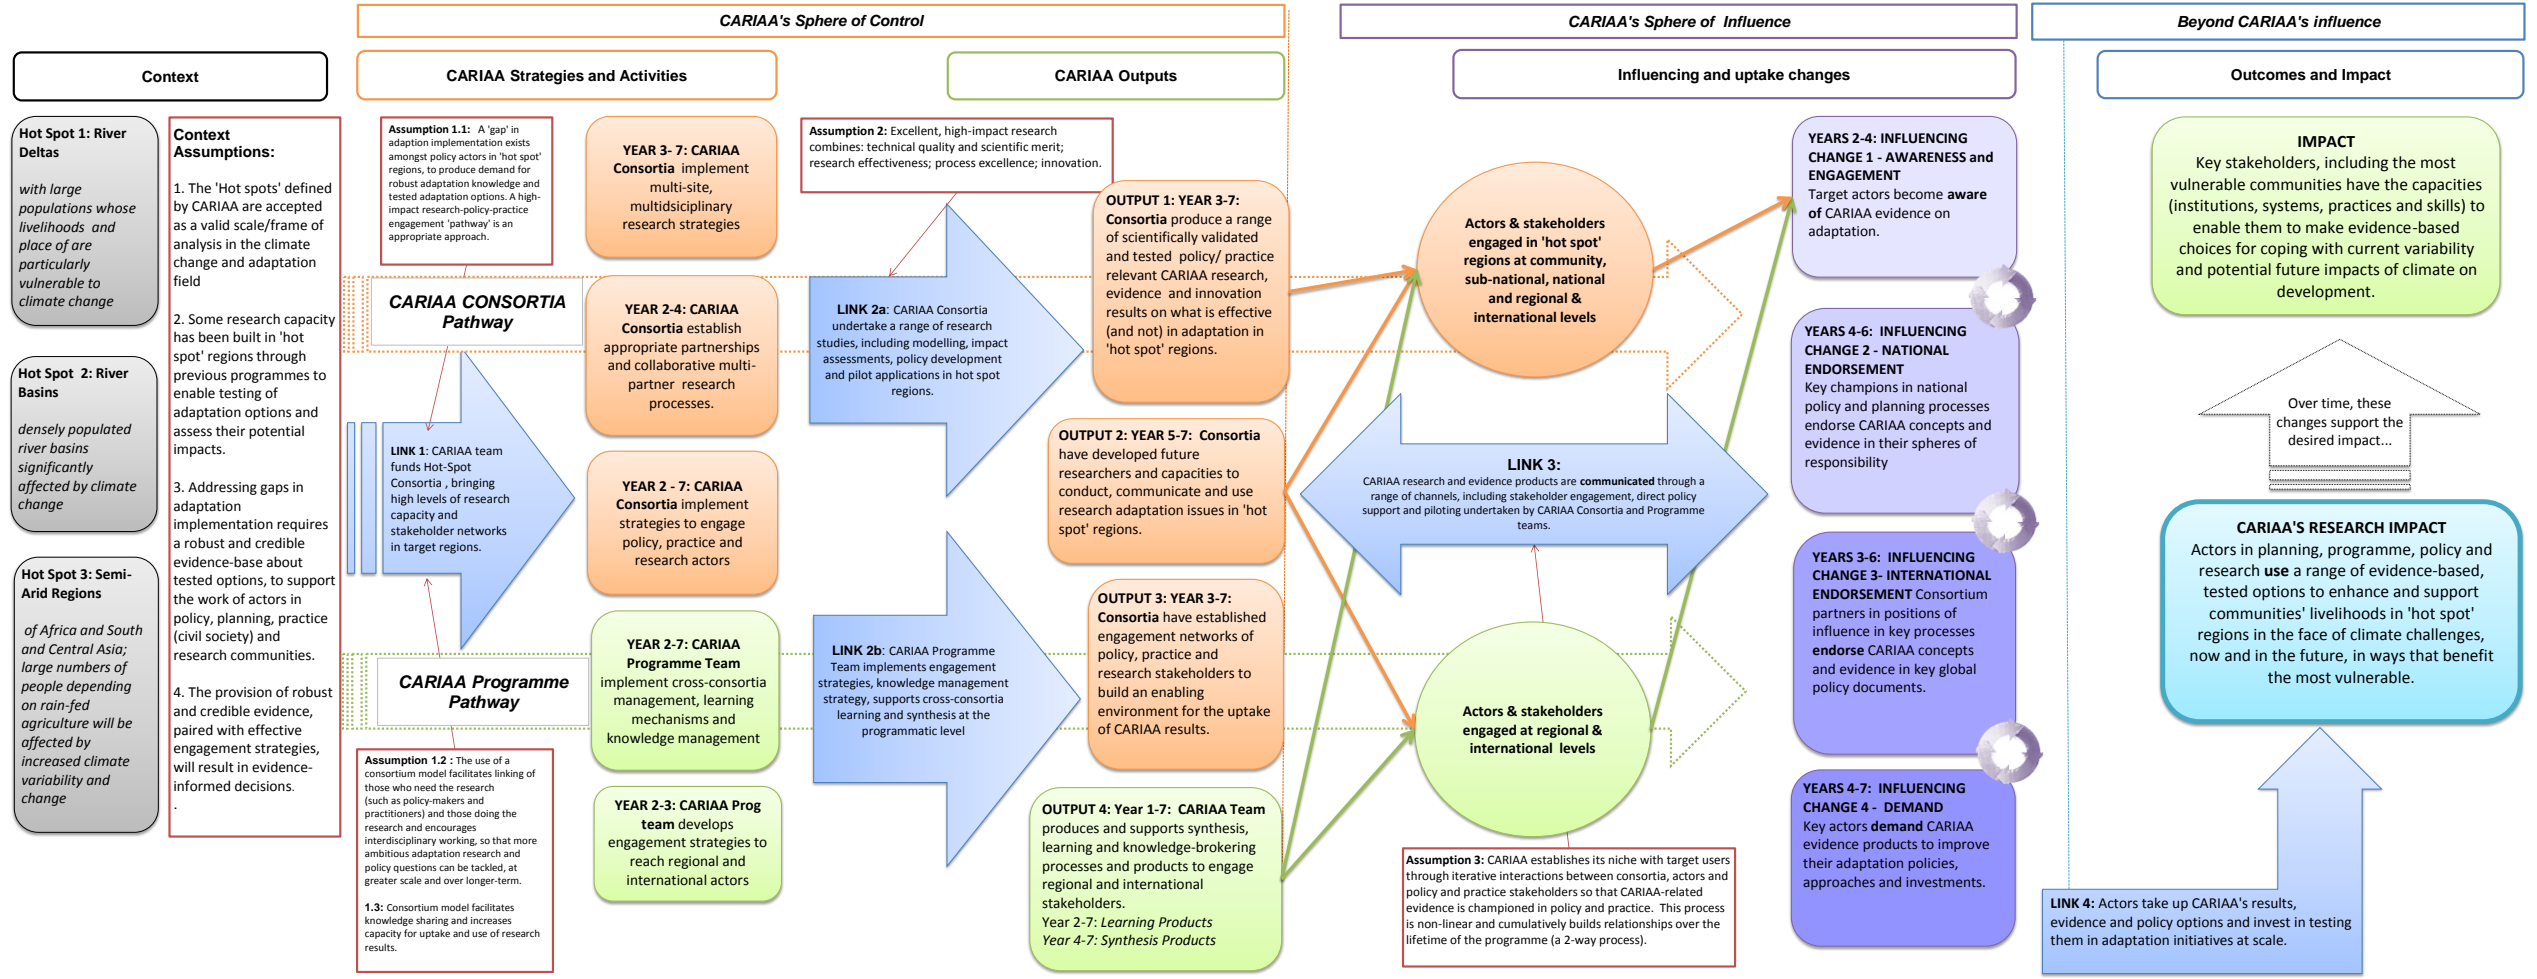 CARIAA's Sphere of Control
CARIAA's Sphere of Influence
Beyond CARIAA's influence
Context
CARIAA Strategies and Activities
CARIAA Outputs
Influencing and uptake changes
Outcomes and Impact
Hot Spot 1: River
Deltas
with large
populations whose
livelihoods and
place of are
particularly
vulnerable to
climate change
Hot Spot 2: River
Basins
densely populated
river basins
significantly
affected by climate
change
Hot Spot 3: Semi-
Arid Regions
of Africa and South
and Central Asia;
large numbers of
people depending
on rain-fed
agriculture will be
affected by
increased climate
variability and
change
Context
Assumptions:
1. The 'Hot spots' defined
by CARIAA are accepted
as a valid scale/frame of
analysis in the climate
change and adaptation
field
2. Some research capacity
has been built in 'hot
spot' regions through
previous programmes to
enable testing of
adaptation options and
assess their potential
impacts.
3. Addressing gaps in
adaptation
implementation requires
a robust and credible
evidence-base about
tested options, to support
the work of actors in
policy, planning, practice
(civil society) and
research communities.
4. The provision of robust
and credible evidence,
paired with effective
engagement strategies,
will result in evidence-
informed decisions.
.
Assumption 1.1: A 'gap' in
adaption implementation exists
amongst policy actors in 'hot spot'
regions, to produce demand for
robust adaptation knowledge and
tested adaptation options. A high-
impact research-policy-practice
engagement 'pathway' is an
appropriate approach.
CARIAA CONSORTIA
Pathway
LINK 1: CARIAA team
funds Hot-Spot
Consortia , bringing
high levels of research
capacity and
stakeholder networks
in target regions.
CARIAA Programme
Pathway
Assumption 1.2 : The use of a
consortium model facilitates linking of
those who need the research
(such as policy-makers and
practitioners) and those doing the
research and encourages
interdisciplinary working, so that more
ambitious adaptation research and
policy questions can be tackled, at
greater scale and over longer-term.
1.3: Consortium model facilitates
knowledge sharing and increases
capacity for uptake and use of research
results.
YEAR 3- 7: CARIAA
Consortia implement
multi-site,
multidsiciplinary
research strategies
YEAR 2-4: CARIAA
Consortia establish
appropriate partnerships
and collaborative multi-
partner research
processes.
YEAR 2 - 7: CARIAA
Consortia implement
strategies to engage
policy, practice and
research actors
YEAR 2-7: CARIAA
Programme Team
implement cross-consortia
management, learning
mechanisms and
knowledge management
YEAR 2-3: CARIAA Prog
team develops
engagement strategies to
reach regional and
international actors
Assumption 2: Excellent, high-impact research
combines: technical quality and scientific merit;
research effectiveness; process excellence; innovation.
LINK 2a: CARIAA Consortia
undertake a range of research
studies, including modelling, impact
assessments, policy development
and pilot applications in hot spot
regions.
LINK 2b: CARIAA Programme
Team implements engagement
strategies, knowledge management
strategy, supports cross-consortia
learning and synthesis at the
programmatic level
OUTPUT 1: YEAR 3-7:
Consortia produce a range
of scientifically validated
and tested policy/ practice
relevant CARIAA research,
evidence and innovation
results on what is effective
(and not) in adaptation in
'hot spot' regions.
OUTPUT 2: YEAR 5-7: Consortia
have developed future
researchers and capacities to
conduct, communicate and use
research adaptation issues in 'hot
spot' regions.
OUTPUT 3: YEAR 3-7:
Consortia have established
engagement networks of
policy, practice and
research stakeholders to
build an enabling
environment for the uptake
of CARIAA results.
OUTPUT 4: Year 1-7: CARIAA Team
produces and supports synthesis,
learning and knowledge-brokering
processes and products to engage
regional and international
stakeholders.
Year 2-7: Learning Products
Year 4-7: Synthesis Products
Actors & stakeholders
engaged in 'hot spot'
regions at community,
sub-national, national
and regional &
international levels
LINK 3:
CARIAA research and evidence products are communicated through a
range of channels, including stakeholder engagement, direct policy
support and piloting undertaken by CARIAA Consortia and Programme
teams.
Actors & stakeholders
engaged at regional &
international levels
Assumption 3: CARIAA establishes its niche with target users
through iterative interactions between consortia, actors and
policy and practice stakeholders so that CARIAA-related
evidence is championed in policy and practice. This process
is non-linear and cumulatively builds relationships over the
lifetime of the programme (a 2-way process).
YEARS 2-4: INFLUENCING
CHANGE 1 - AWARENESS and
ENGAGEMENT
Target actors become aware
of CARIAA evidence on
adaptation.
YEARS 4-6: INFLUENCING
CHANGE 2 - NATIONAL
ENDORSEMENT
Key champions in national
policy and planning processes
endorse CARIAA concepts and
evidence in their spheres of
responsibility
YEARS 3-6: INFLUENCING
CHANGE 3- INTERNATIONAL
ENDORSEMENT Consortium
partners in positions of
influence in key processes
endorse CARIAA concepts
and evidence in key global
policy documents.
YEARS 4-7: INFLUENCING
CHANGE 4 - DEMAND
Key actors demand CARIAA
evidence products to improve
their adaptation policies,
approaches and investments.
IMPACT
Key stakeholders, including the most
vulnerable communities have the capacities
(institutions, systems, practices and skills) to
enable them to make evidence-based
choices for coping with current variability
and potential future impacts of climate on
development.
Over time, these
changes support the
desired impact...
CARIAA'S RESEARCH IMPACT
Actors in planning, programme, policy and
research use a range of evidence-based,
tested options to enhance and support
communities' livelihoods in 'hot spot'
regions in the face of climate challenges,
now and in the future, in ways that benefit
the most vulnerable.
LINK 4: Actors take up CARIAA's results,
evidence and policy options and invest in testing
them in adaptation initiatives at scale.